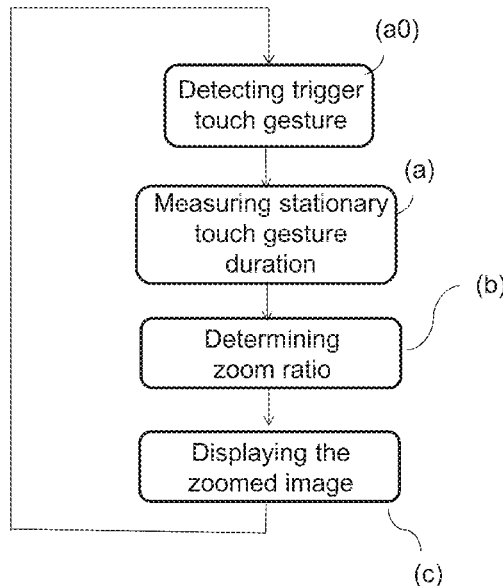 (a0)
Detecting trigger
touch gesture
(a)
Measuring stationary
touch gesture
duration
(b)
Determining
zoom ratio
Displaying the
zoomed image
(c)